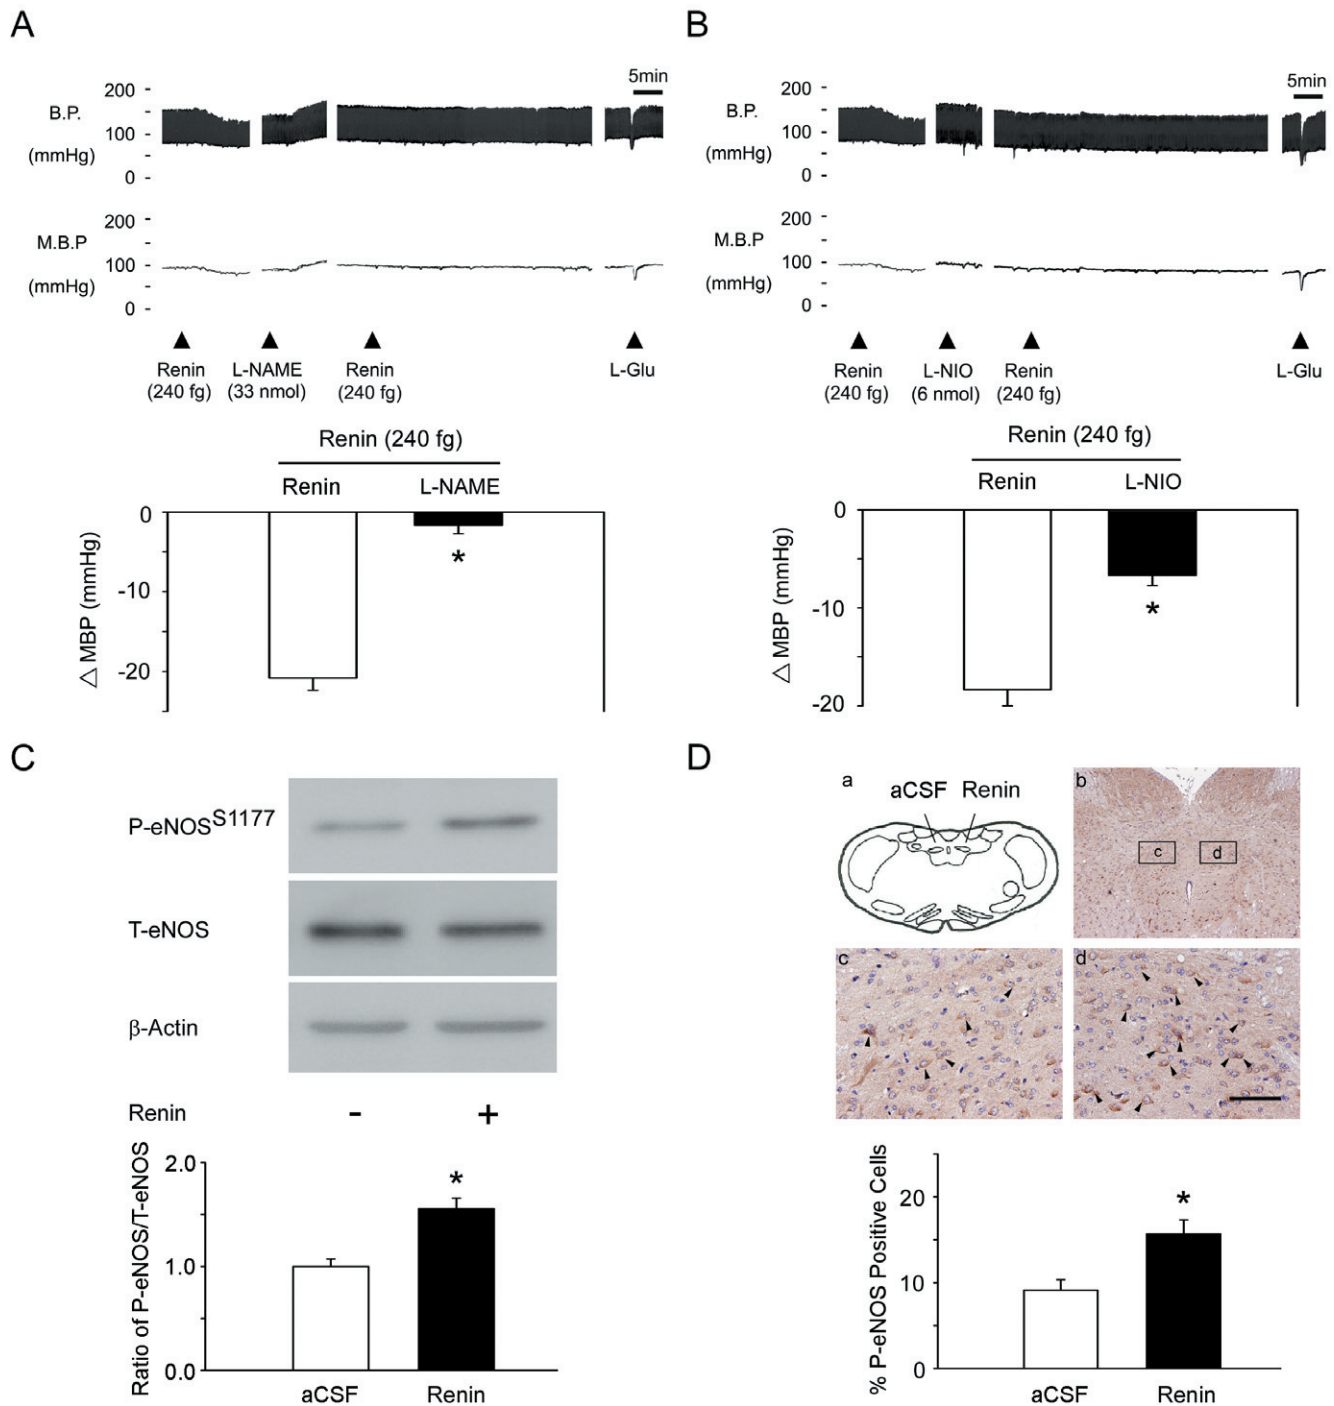 A
5min
200 -
B.P.
100 -
(mmHg)
0 -
200 -
M.B.P
100 -
(mmHg)
0 -
Renin L-NAME Renin L-Glu
(240 fg) (33 nmol) (240 fg)
Renin (240 fg)
Renin L-NAME
0
*
-10
-20
△ MBP (mmHg)
B
5min
200 -
B.P.
100 -
(mmHg)
0 -
200 -
M.B.P
100 -
(mmHg)
0 -
Renin L-NIO Renin L-Glu
(240 fg) (6 nmol) (240 fg)
Renin (240 fg)
Renin L-NIO
0
*
-10
-20
△ MBP (mmHg)
C
P-eNOS S1177
T-eNOS
β-Actin
Renin - +
2.0
*
1.0
0.0
Ratio of P-eNOS/T-eNOS
aCSF Renin
D
a
aCSF Renin
b
c d
c
d
20
*
10
0
% P-eNOS Positive Cells
aCSF Renin